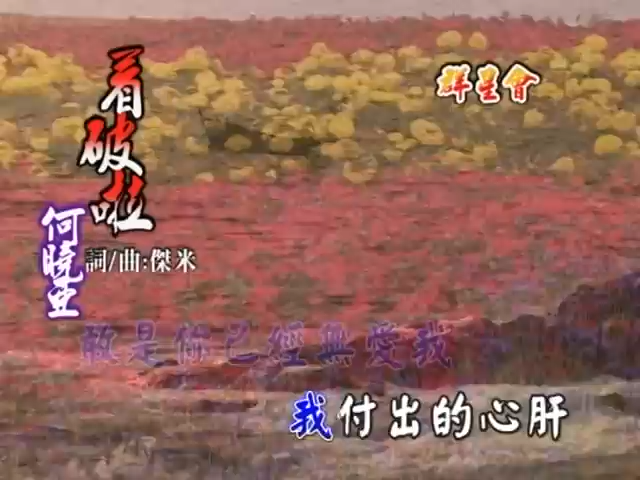 群星會
看破啦
何曉亞
詞/曲:傑米
敢是你已經無愛我
我付出的心肝